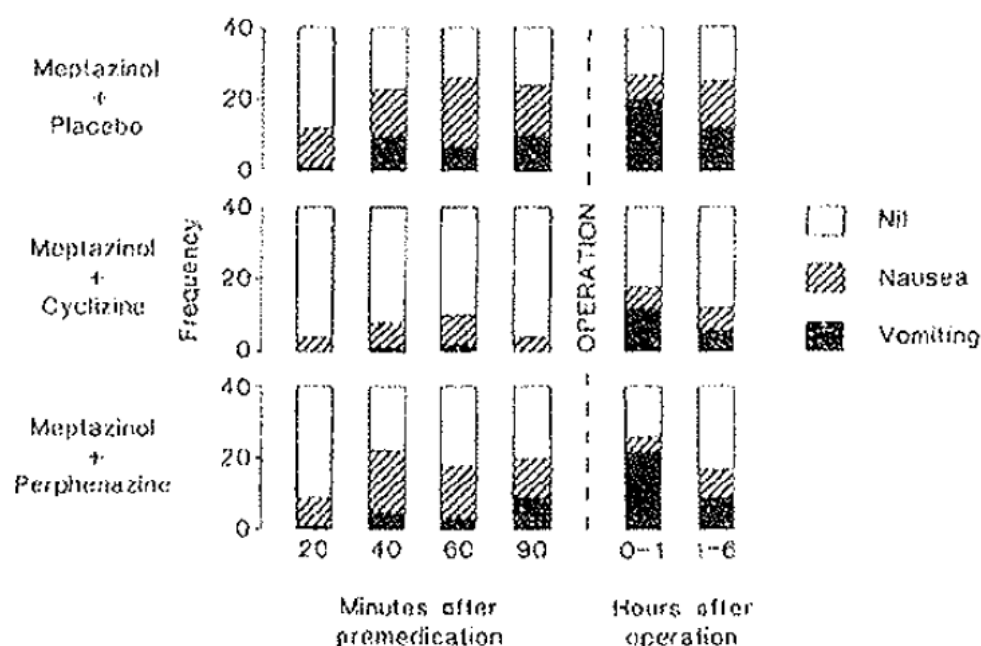 Meptazinol
+
Placebo
40
20
0
Meptazinol
+
Cyclizine
40
20
0
Meptazinol
+
Perphenazine
40
20
0
Frequency
OPERATION
Nil
Nausea
Vomiting
20 40 60 90 0-1 1-6
Minutes after
premedication
Hours after
operation